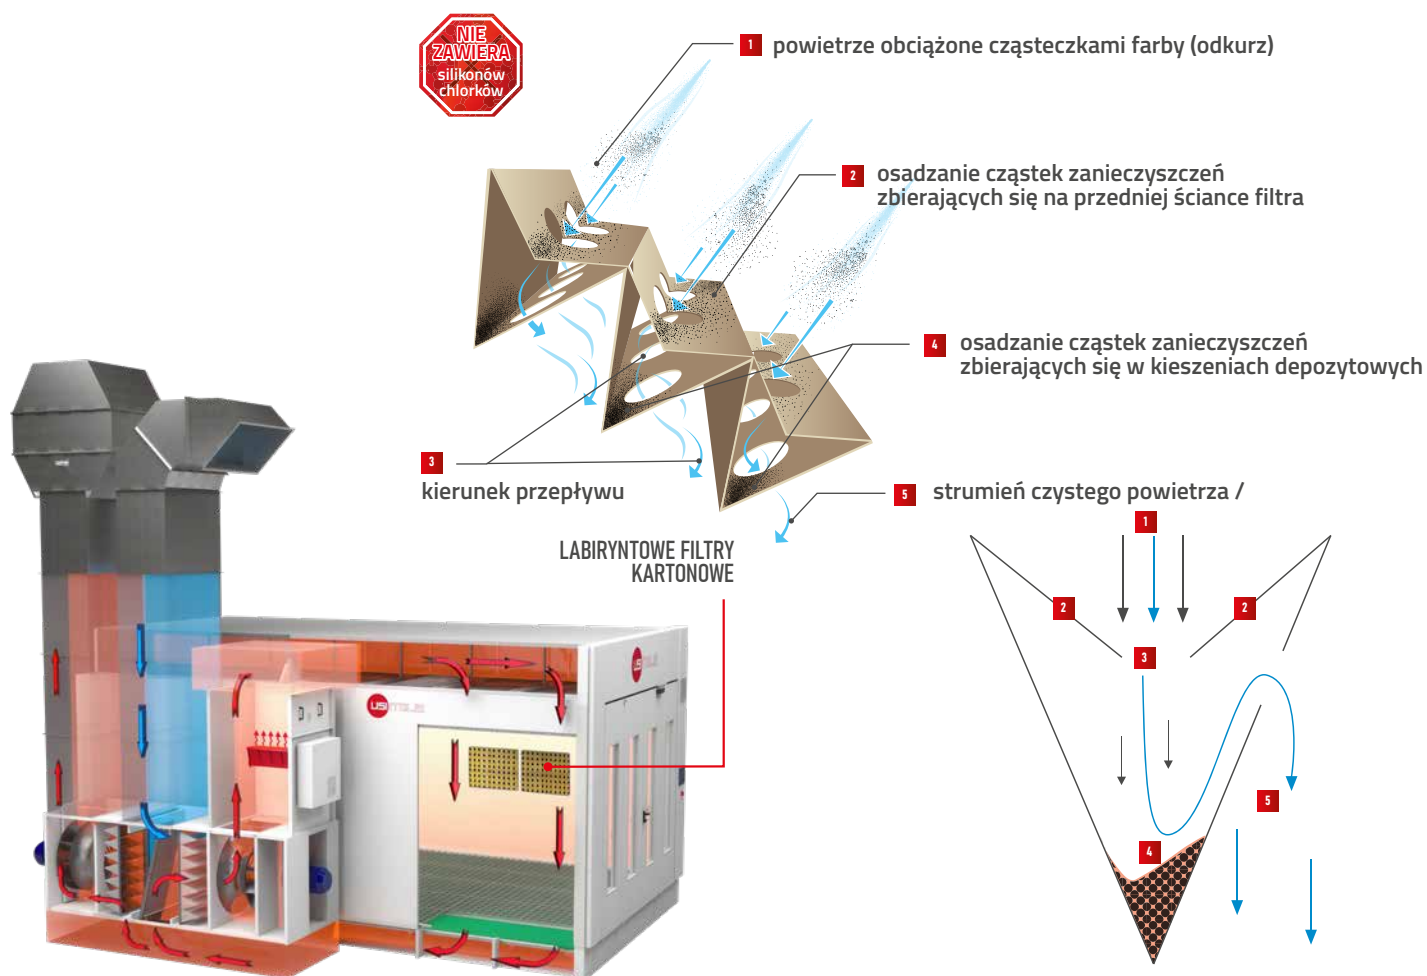 NIE
ZAWIERA
silikonów
chlorków
1 powietrze obciążone cząsteczkami farby (odkurz)
2 osadzanie cząstek zanieczyszczeń
zbierających się na przedniej ściance filtra
4 osadzanie cząstek zanieczyszczeń
zbierających się w kieszeniach depozytowych
3
kierunek przepływu
5 strumień czystego powietrza /
LABIRYNTOWE FILTRY
KARTONOWE
1
2
2
3
4
5
USI